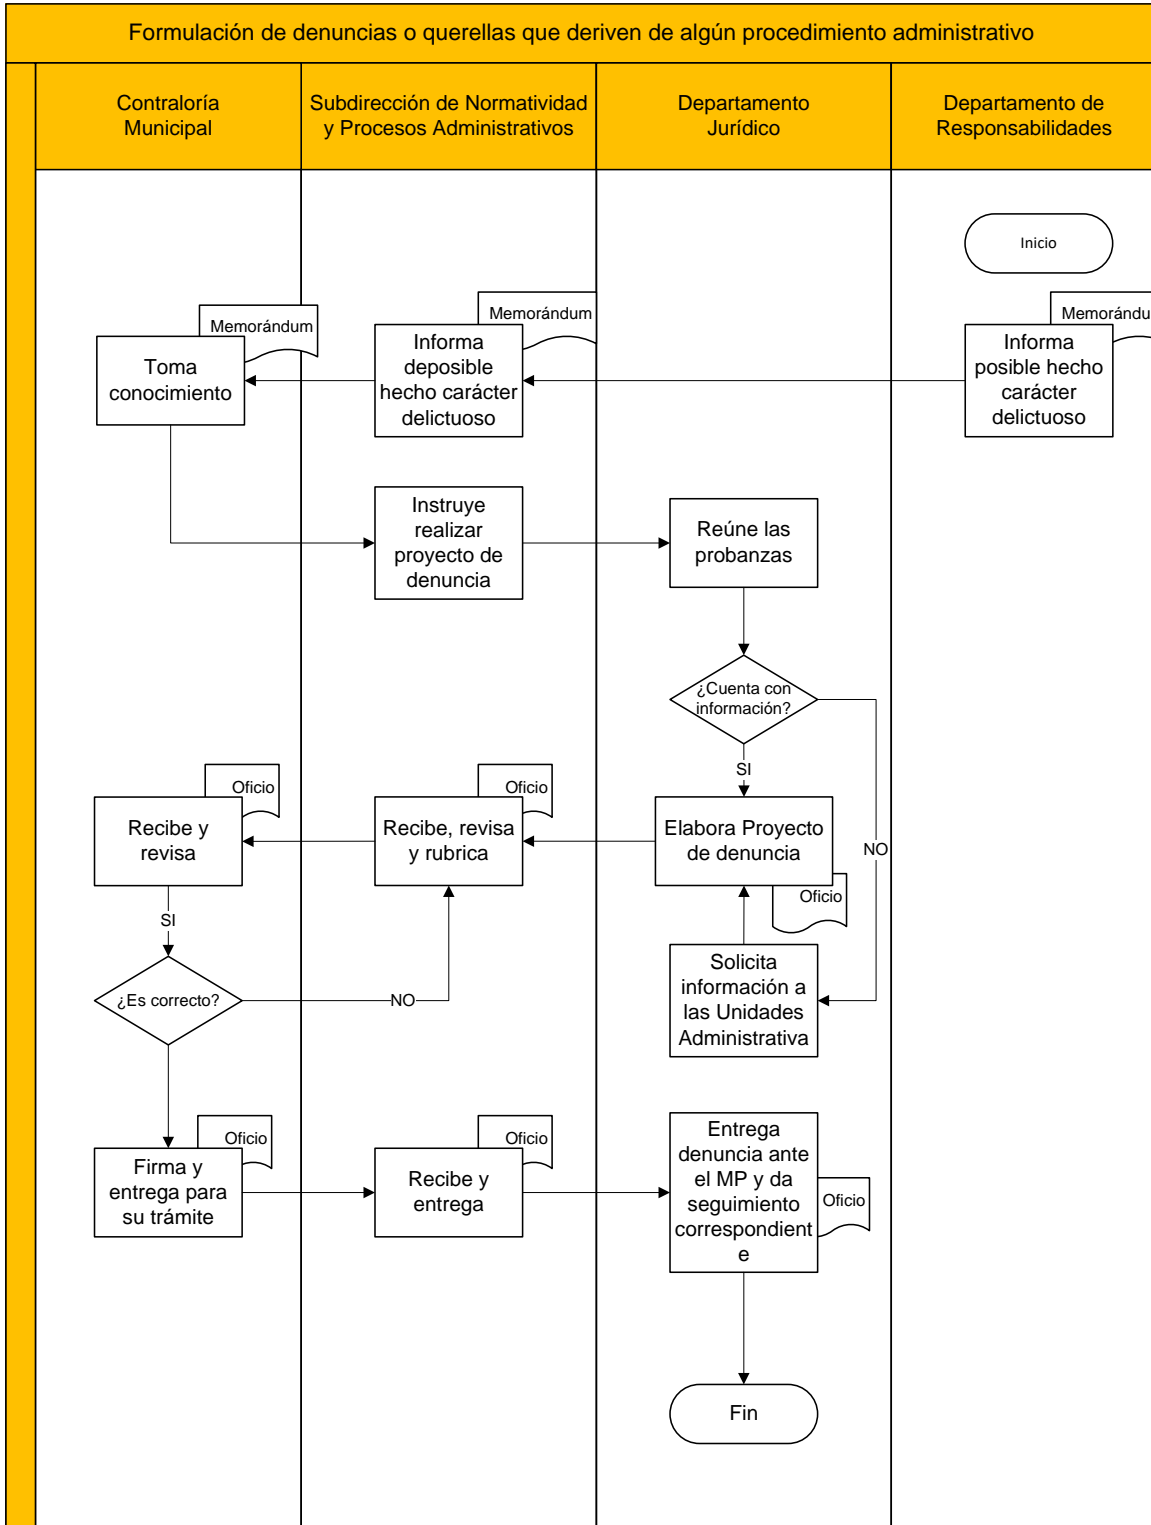 Formulación de denuncias o querellas que deriven de algún procedimiento administrativo
Contraloría
Municipal
Subdirección de Normatividad
y Procesos Administrativos
Departamento
Jurídico
Departamento de
Responsabilidades
Inicio
Memorándum
Toma
conocimiento
Memorándum
Informa
deposible
hecho carácter
delictuoso
Memorándu
Informa
posible hecho
carácter
delictuoso
Instruye
realizar
proyecto de
denuncia
Reúne las
probanzas
¿Cuenta con
información?
SI
NO
Oficio
Recibe y
revisa
Oficio
Recibe, revisa
y rubrica
Elabora Proyecto
de denuncia
Oficio
SI
¿Es correcto?
NO
Solicita
información a
las Unidades
Administrativa
Oficio
Firma y
entrega para
su trámite
Oficio
Recibe y
entrega
Entrega
denuncia ante
el MP y da
seguimiento
correspondient
e
Oficio
Fin